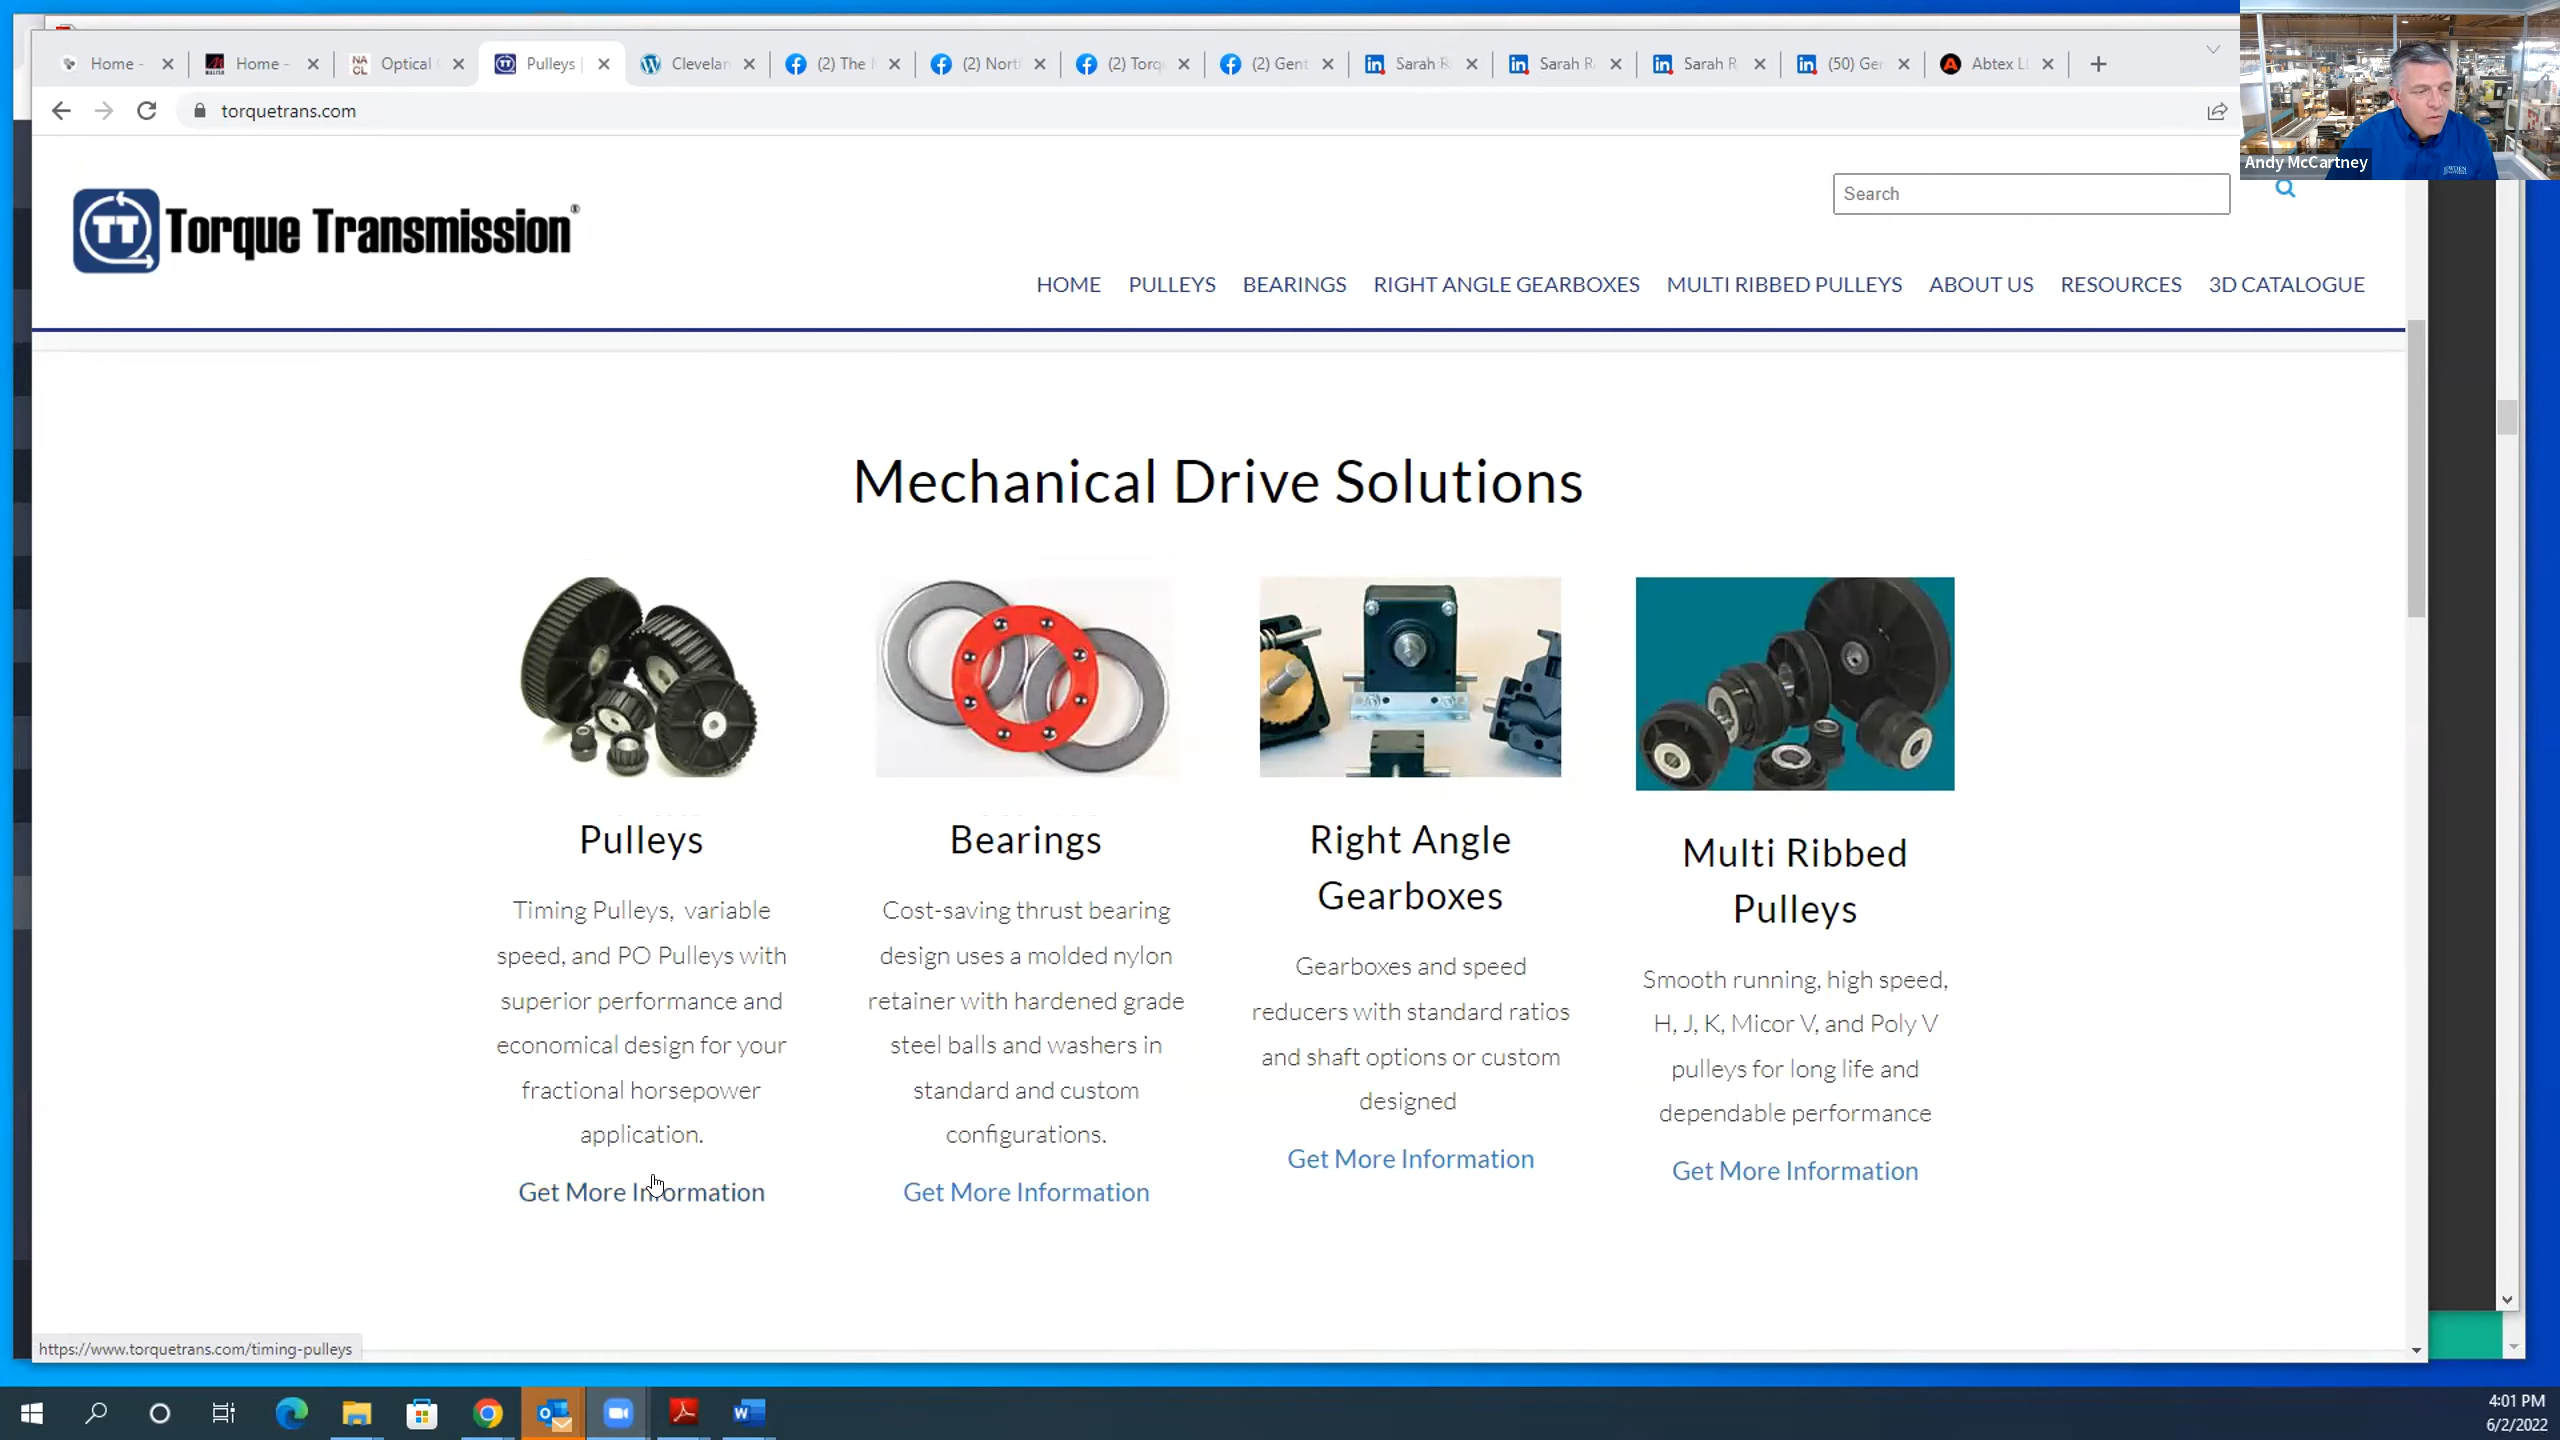 Home -
Home -
NA
CL
Optical
Pulleys |
Clevelan
(2) The
(2) Nort
(2) Torq
(2) Gent
Sarah R
Sarah R
Sarah R
(50) Ge
Abtex L
torquetrans.com
Andy McCartney
TT Torque Transmission®
Search
HOME PULLEYS BEARINGS RIGHT ANGLE GEARBOXES MULTI RIBBED PULLEYS ABOUT US RESOURCES 3D CATALOGUE
Mechanical Drive Solutions
Pulleys
Timing Pulleys, variable
speed, and PO Pulleys with
superior performance and
economical design for your
fractional horsepower
application.
Get More Information
Bearings
Cost-saving thrust bearing
design uses a molded nylon
retainer with hardened grade
steel balls and washers in
standard and custom
configurations.
Get More Information
Right Angle
Gearboxes
Gearboxes and speed
reducers with standard ratios
and shaft options or custom
designed
Get More Information
Multi Ribbed
Pulleys
Smooth running, high speed,
H, J, K, Micor V, and Poly V
pulleys for long life and
dependable performance
Get More Information
https://www.torquetrans.com/timing-pulleys
4:01 PM
6/2/2022